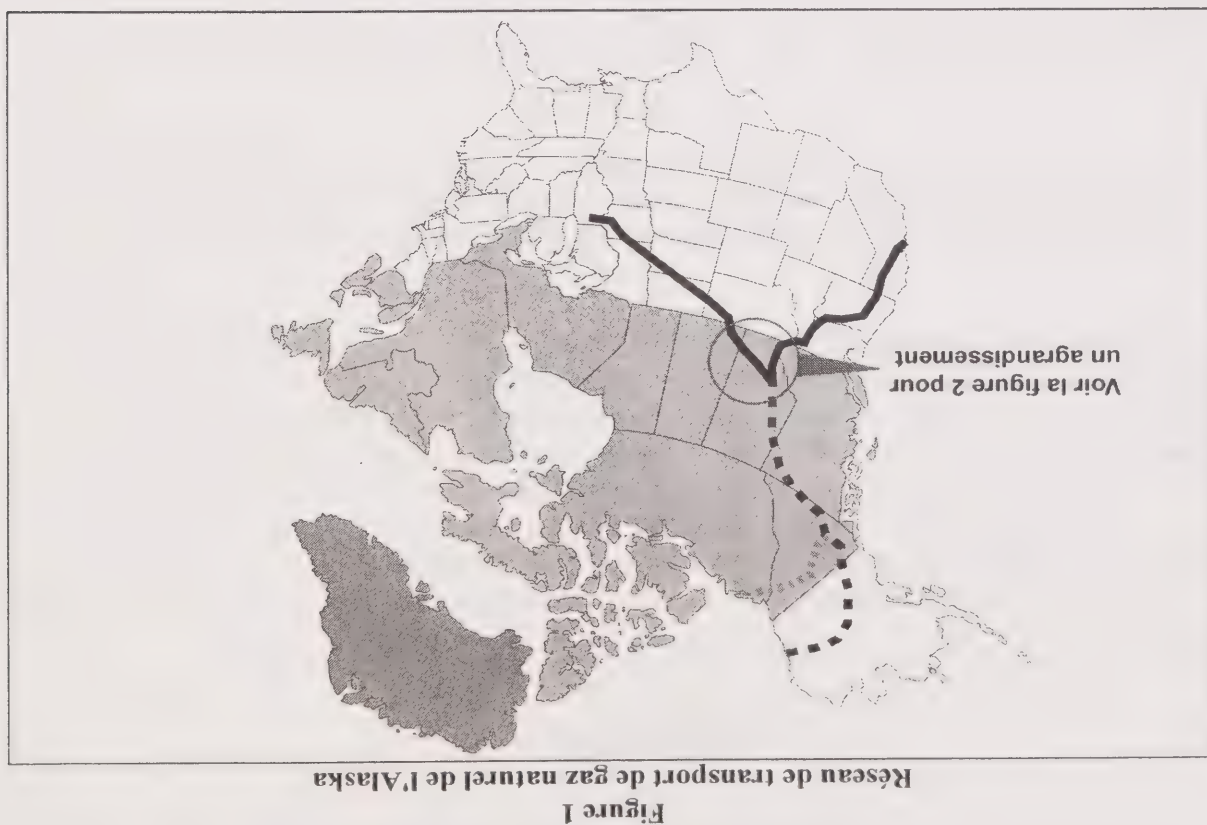 Figure 1
Réseau de transport de gaz naturel de l'Alaska
Voir la figure 2 pour
un agrandissement